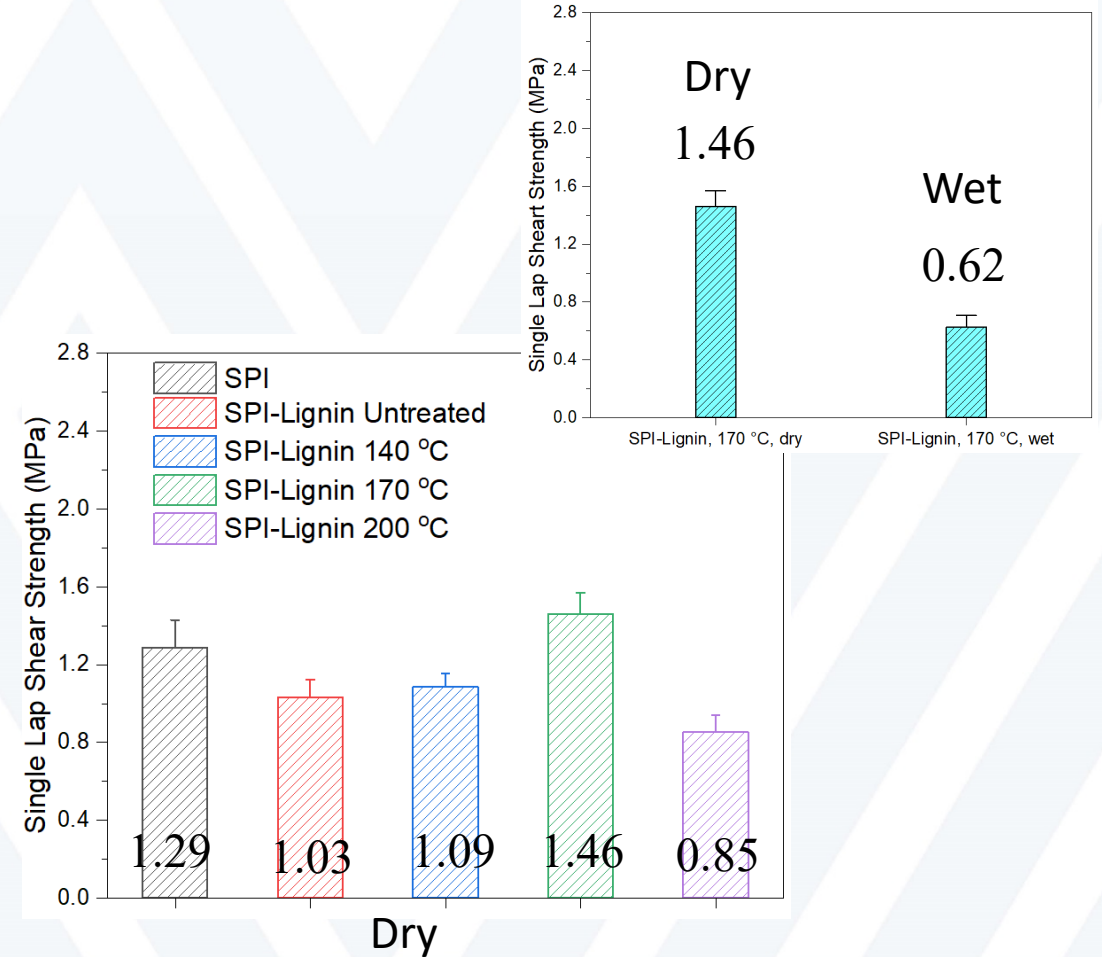 2.8
2.4
2.0
1.6
1.2
0.8
0.4
0.0
Single Lap Sheart Strength (MPa)
Dry
1.46
Wet
0.62
SPI-Lignin, 170 °C, dry
SPI-Lignin, 170 °C, wet
2.8
2.4
2.0
1.6
1.2
0.8
0.4
0.0
Single Lap Shear Strength (MPa)
SPI
SPI-Lignin Untreated
SPI-Lignin 140 °C
SPI-Lignin 170 °C
SPI-Lignin 200 °C
1.29
1.03
1.09
1.46
0.85
Dry